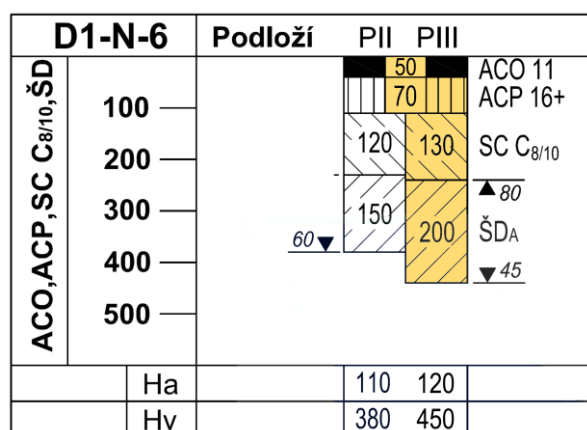 D1-N-6 Podloží PII PIII
ACO,ACP,SC C8/10,ŠD
50 ACO 11
70 ACP 16+
100
120 130 SC C8/10
200
80
300 150
200 ŠDA
60
400
45
500
Ha 110 120
Hv 380 450